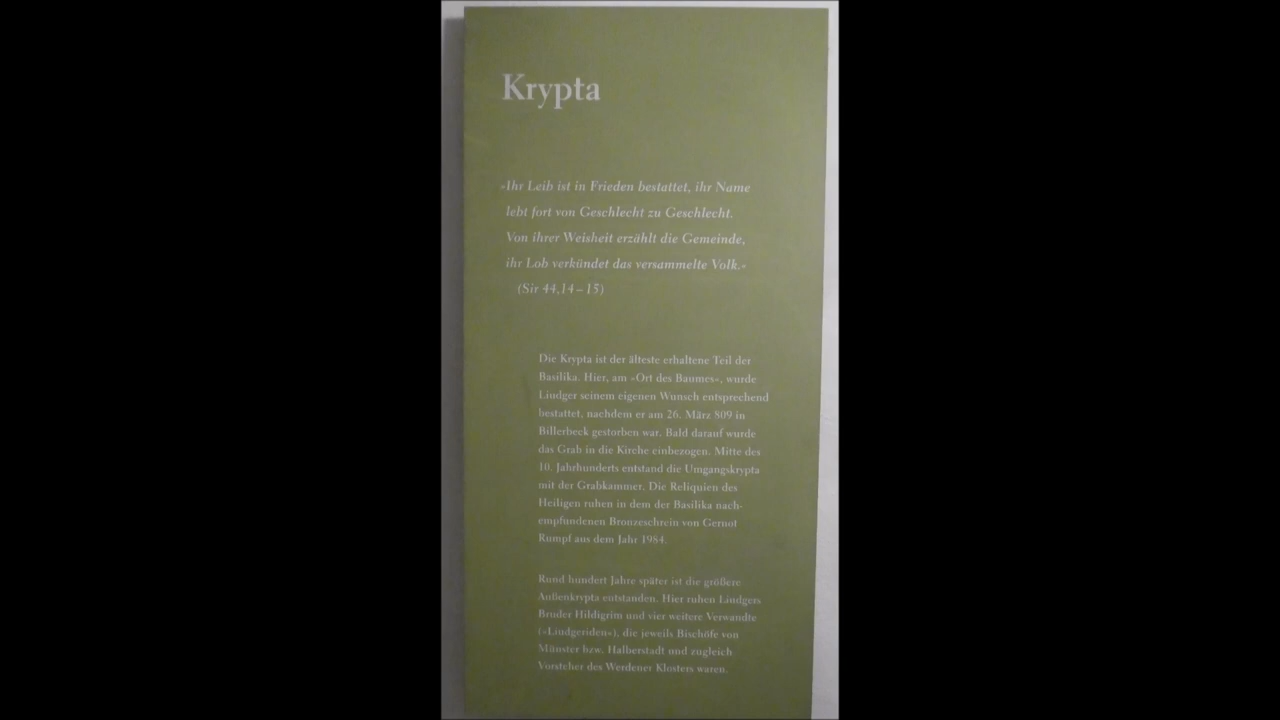 Krypta
»Ihr Leib ist in Frieden bestattet, ihr Name
lebt fort von Geschlecht zu Geschlecht.
Von ihrer Weisheit erzählt die Gemeinde,
ihr Lob verkündet das versammelte Volk.«
(Sir 44,14–15)
Die Krypta ist der älteste erhaltene Teil der
Basilika. Hier, am »Ort des Baumes«, wurde
Liudger seinem eigenen Wunsch entsprechend
bestattet, nachdem er am 26. März 809 in
Billerbeck gestorben war. Bald darauf wurde
das Grab in die Kirche einbezogen. Mitte des
10. Jahrhunderts entstand die Umgangskrypta
mit der Grabkammer. Die Reliquien des
Heiligen ruhen in dem der Basilika nach-
empfundenen Bronzeschrein von Gernot
Rumpf aus dem Jahr 1984.
Rund hundert Jahre später ist die größere
Außenkrypta entstanden. Hier ruhen Liudgers
Bruder Hildigrim und vier weitere Verwandte
(»Liudgeriden«), die jeweils Bischöfe von
Münster bzw. Halberstadt und zugleich
Vorsteher des Werdener Klosters waren.